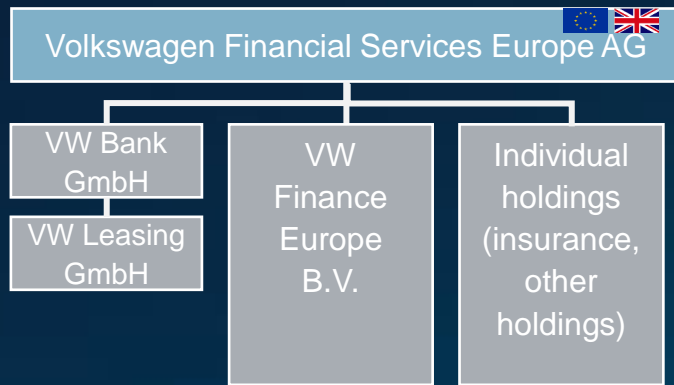 Volkswagen Financial Services Europe AG
VW Bank
GmbH
VW Leasing
GmbH
VW
Finance
Europe
B.V.
Individual
holdings
(insurance,
other
holdings)